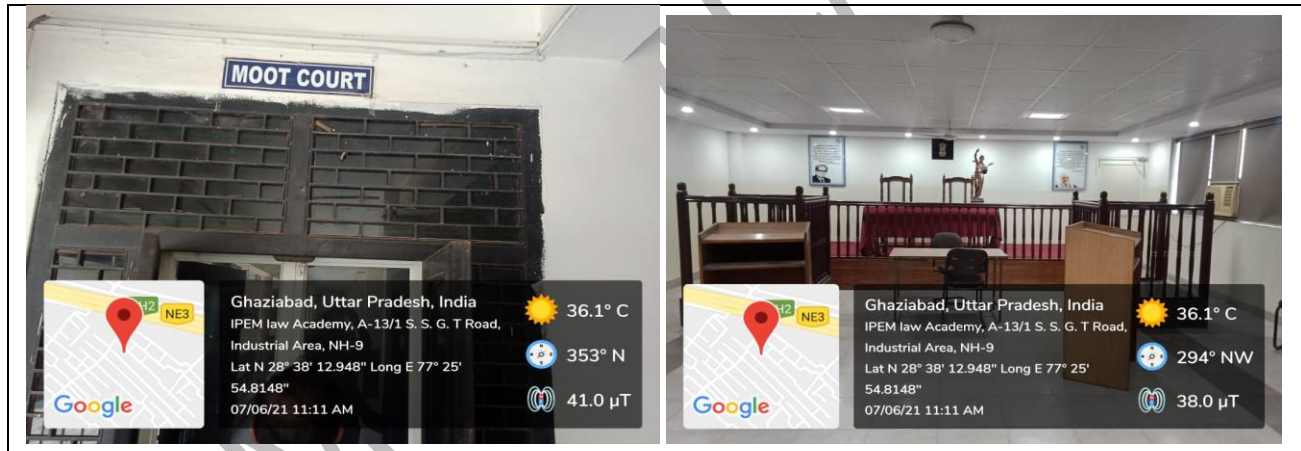 MOOT COURT
H2
NE3
Google
Ghaziabad, Uttar Pradesh, India
IPEM law Academy, A-13/1 S. S. G. T Road,
Industrial Area, NH-9
Lat N 28° 38' 12.948" Long E 77° 25'
54.8148"
07/06/21 11:11 AM
36.1° C
353° N
41.0 µT
H2
NE3
Google
Ghaziabad, Uttar Pradesh, India
IPEM law Academy, A-13/1 S. S. G. T Road,
Industrial Area, NH-9
Lat N 28° 38' 12.948" Long E 77° 25'
54.8148"
07/06/21 11:11 AM
36.1° C
294° NW
38.0 µT